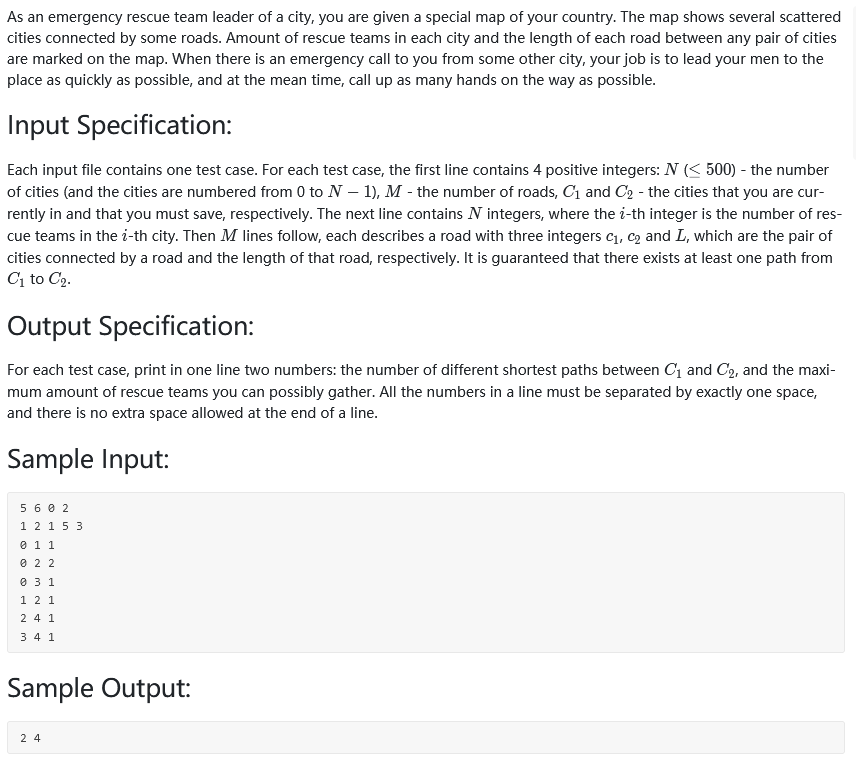 As an emergency rescue team leader of a city, you are given a special map of your country. The map shows several scattered
cities connected by some roads. Amount of rescue teams in each city and the length of each road between any pair of cities
are marked on the map. When there is an emergency call to you from some other city, your job is to lead your men to the
place as quickly as possible, and at the mean time, call up as many hands on the way as possible.
Input Specification:
Each input file contains one test case. For each test case, the first line contains 4 positive integers: N (≤ 500) - the number
of cities (and the cities are numbered from 0 to N − 1), M - the number of roads, C₁ and C₂ - the cities that you are cur-
rently in and that you must save, respectively. The next line contains N integers, where the i-th integer is the number of res-
cue teams in the i-th city. Then M lines follow, each describes a road with three integers c₁, c₂ and L, which are the pair of
cities connected by a road and the length of that road, respectively. It is guaranteed that there exists at least one path from
C₁ to C₂.
Output Specification:
For each test case, print in one line two numbers: the number of different shortest paths between C₁ and C₂, and the maxi-
mum amount of rescue teams you can possibly gather. All the numbers in a line must be separated by exactly one space,
and there is no extra space allowed at the end of a line.
Sample Input:
5 6 0 2
1 2 1 5 3
0 1 1
0 2 2
0 3 1
1 2 1
2 4 1
3 4 1
Sample Output:
2 4